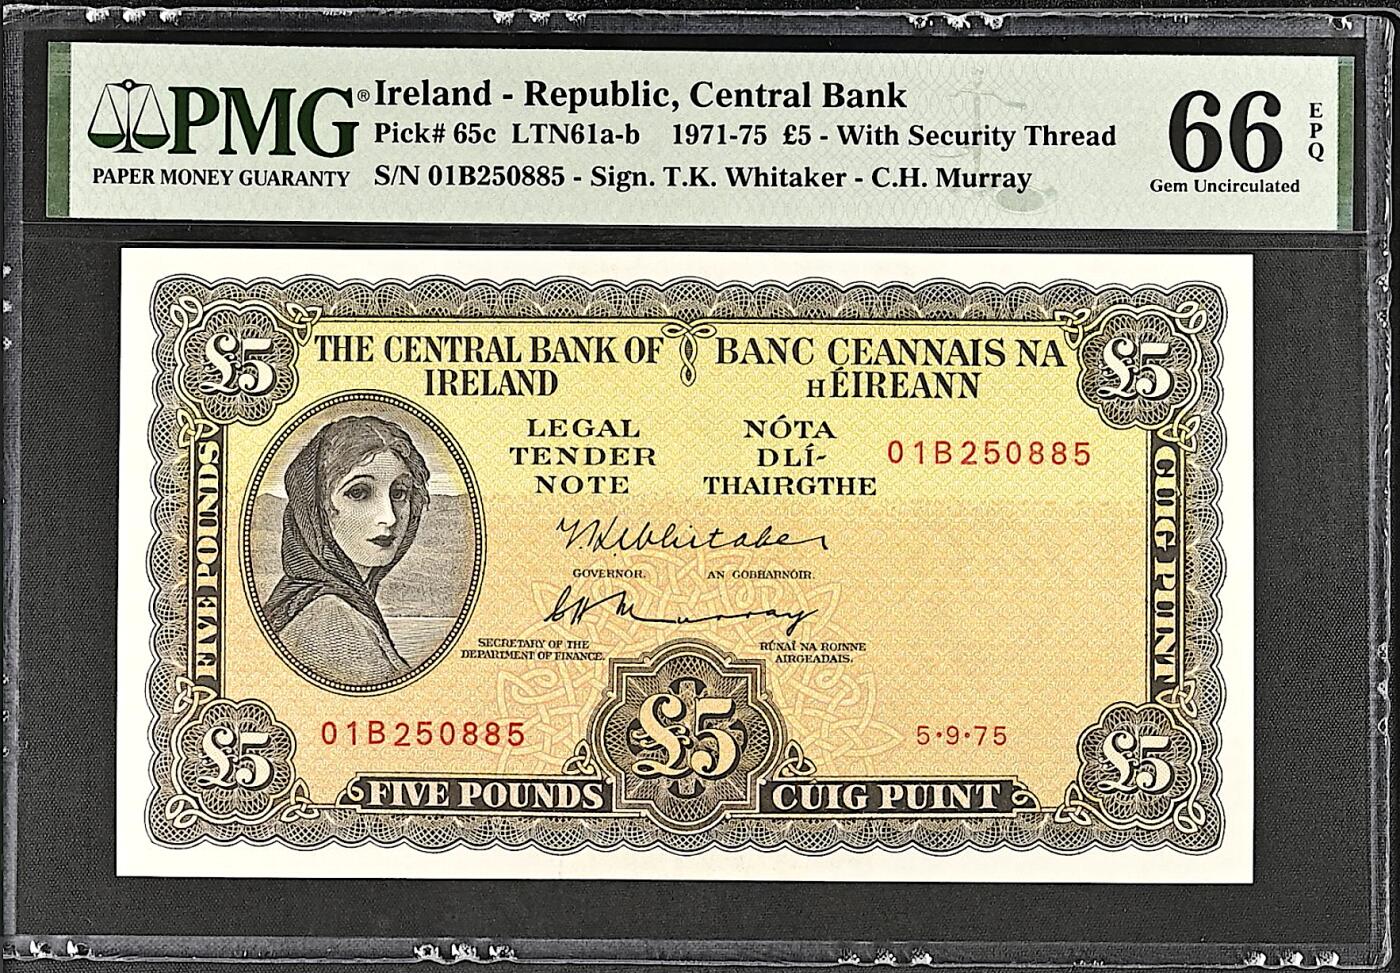 PMG®
PAPER MONEY GUARANTY
Ireland - Republic, Central Bank
Pick# 65c LTN61a-b 1971-75 £5 - With Security Thread
S/N 01B250885 - Sign. T.K. Whitaker - C.H. Murray
66
EPQ
Gem Uncirculated
£5
£5
THE CENTRAL BANK OF
IRELAND
BANC CEANNAIS NA
hÉIREANN
LEGAL
TENDER
NOTE
NÓTA
DLÍ-
THAIRGTHE
01B250885
FIVE POUNDS
CÚIG PUINT
T.K. Whitaker
GOVERNOR.
AN GOBHARNÓIR.
C H Murray
SECRETARY OF THE
DEPARTMENT OF FINANCE.
RÚNAÍ NA ROINNE
AIRGEADAIS.
01B250885
5·9·75
£5
£5
£5
FIVE POUNDS
CUIG PUINT